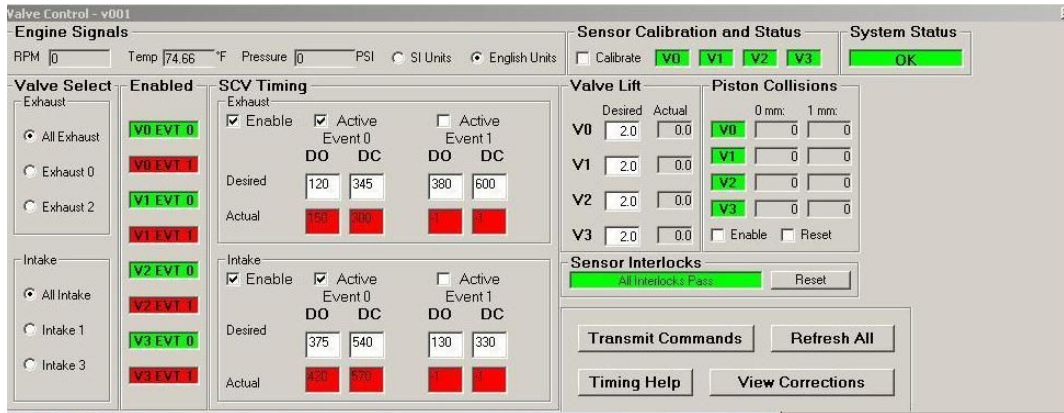 Valve Control - v001
Engine Signals
RPM 0 Temp 74.66 °F Pressure 0 PSI SI Units English Units
Sensor Calibration and Status
Calibrate V0 V1 V2 V3
System Status
OK
Valve Select
Exhaust
All Exhaust
Exhaust 0
Exhaust 2
Intake
All Intake
Intake 1
Intake 3
Enabled
V0 EVT 0
V0 EVT 1
V1 EVT 0
V1 EVT 1
V2 EVT 0
V2 EVT 1
V3 EVT 0
V3 EVT 1
SCV Timing
Exhaust
Enable Active Active
Event 0 Event 1
DO DC DO DC
Desired 120 345 380 600
Actual 150 300 -1 -1
Intake
Enable Active Active
Event 0 Event 1
DO DC DO DC
Desired 375 540 130 330
Actual 420 570 -1 -1
Valve Lift
Desired Actual
V0 2.0 0.0
V1 2.0 0.0
V2 2.0 0.0
V3 2.0 0.0
Piston Collisions
0 mm: 1 mm:
V0 0 0
V1 0 0
V2 0 0
V3 0 0
Enable Reset
Sensor Interlocks
All Interlocks Pass Reset
Transmit Commands Refresh All
Timing Help View Corrections